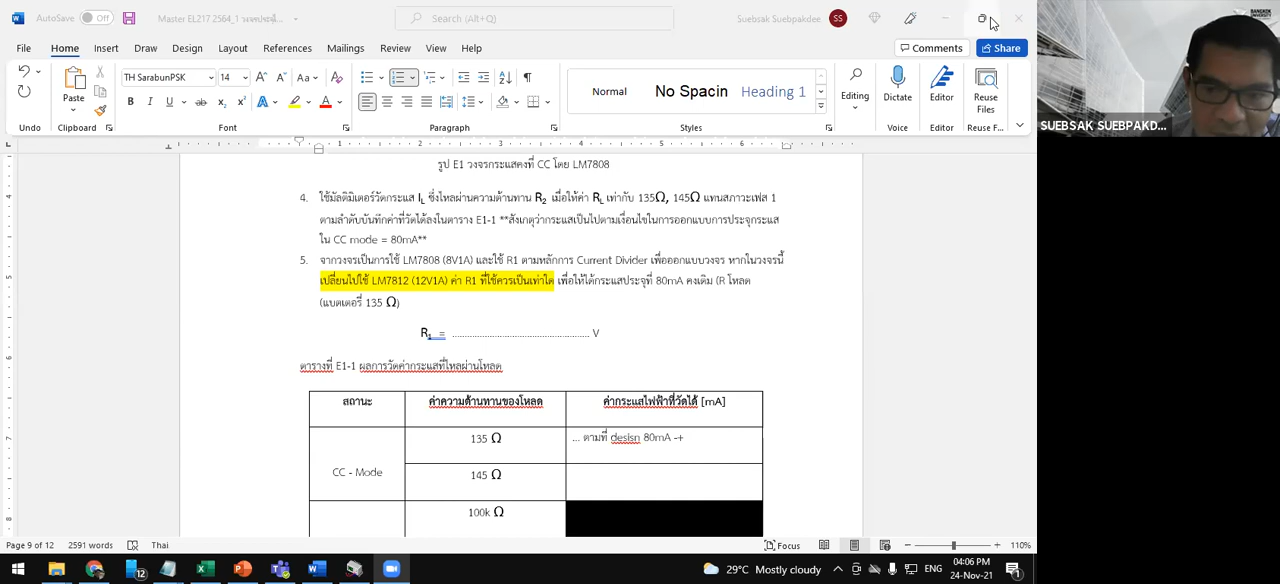 AutoSave Off Master EL217 2564_1 วงจรประจุ... Search (Alt+Q) Suebsak Suebpakdee SS
BANGKOK UNIVERSITY
File Home Insert Draw Design Layout References Mailings Review View Help Comments Share
TH SarabunPSK 14 Aa
Paste
Normal No Spacin Heading 1
Editing Dictate Editor Reuse Files
Undo Clipboard Font Paragraph Styles Voice Editor Reuse F...
SUEBSAK SUEBPAKD...
1 2 3 4 5 6
รูป E1 วงจรกระแสคงที่ CC โดย LM7808
4. ใช้มัลติมิเตอร์วัดกระแส IL ซึ่งไหลผ่านความต้านทาน R2 เมื่อให้ค่า RL เท่ากับ 135Ω, 145Ω แทนสภาวะเฟส 1
ตามลำดับบันทึกค่าที่วัดได้ลงในตาราง E1-1 **สังเกตุว่ากระแสเป็นไปตามเงื่อนไขในการออกแบบการประจุกระแส
ใน CC mode = 80mA**
5. จากวงจรเป็นการใช้ LM7808 (8V1A) และใช้ R1 ตามหลักการ Current Divider เพื่อออกแบบวงจร หากในวงจรนี้
เปลี่ยนไปใช้ LM7812 (12V1A) ค่า R1 ที่ใช้ควรเป็นเท่าใด เพื่อให้ได้กระแสประจุที่ 80mA คงเดิม (R โหลด
(แบตเตอรี่ 135 Ω)
R1 = ........................................................ V
ตารางที่ E1-1 ผลการวัดค่ากระแสที่ไหลผ่านโหลด
สถานะ ค่าความต้านทานของโหลด ค่ากระแสไฟฟ้าที่วัดได้ [mA]
135 Ω ... ตามที่ desisn 80mA -+
CC - Mode 145 Ω
100k Ω
Page 9 of 12 2591 words Thai Focus 110%
12 29°C Mostly cloudy ENG 04:06 PM 24-Nov-21 1